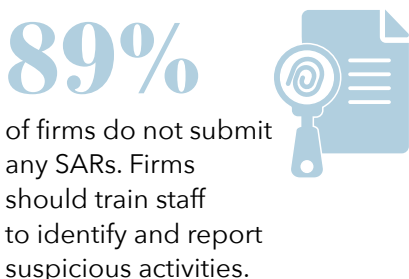 89%
of firms do not submit
any SARs. Firms
should train staff
to identify and report
suspicious activities.